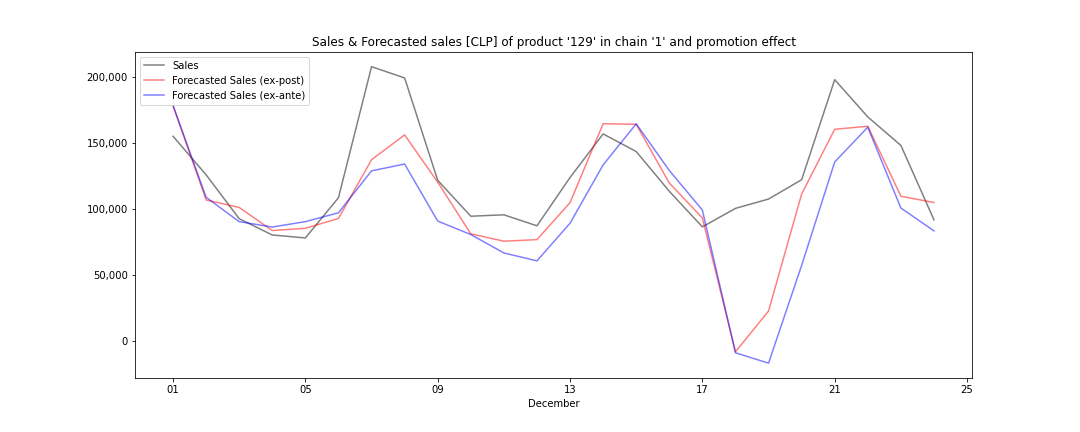 Sales & Forecasted sales [CLP] of product '129' in chain '1' and promotion effect
Sales
Forecasted Sales (ex-post)
Forecasted Sales (ex-ante)
200,000
150,000
100,000
50,000
0
01 05 09 13 17 21 25
December